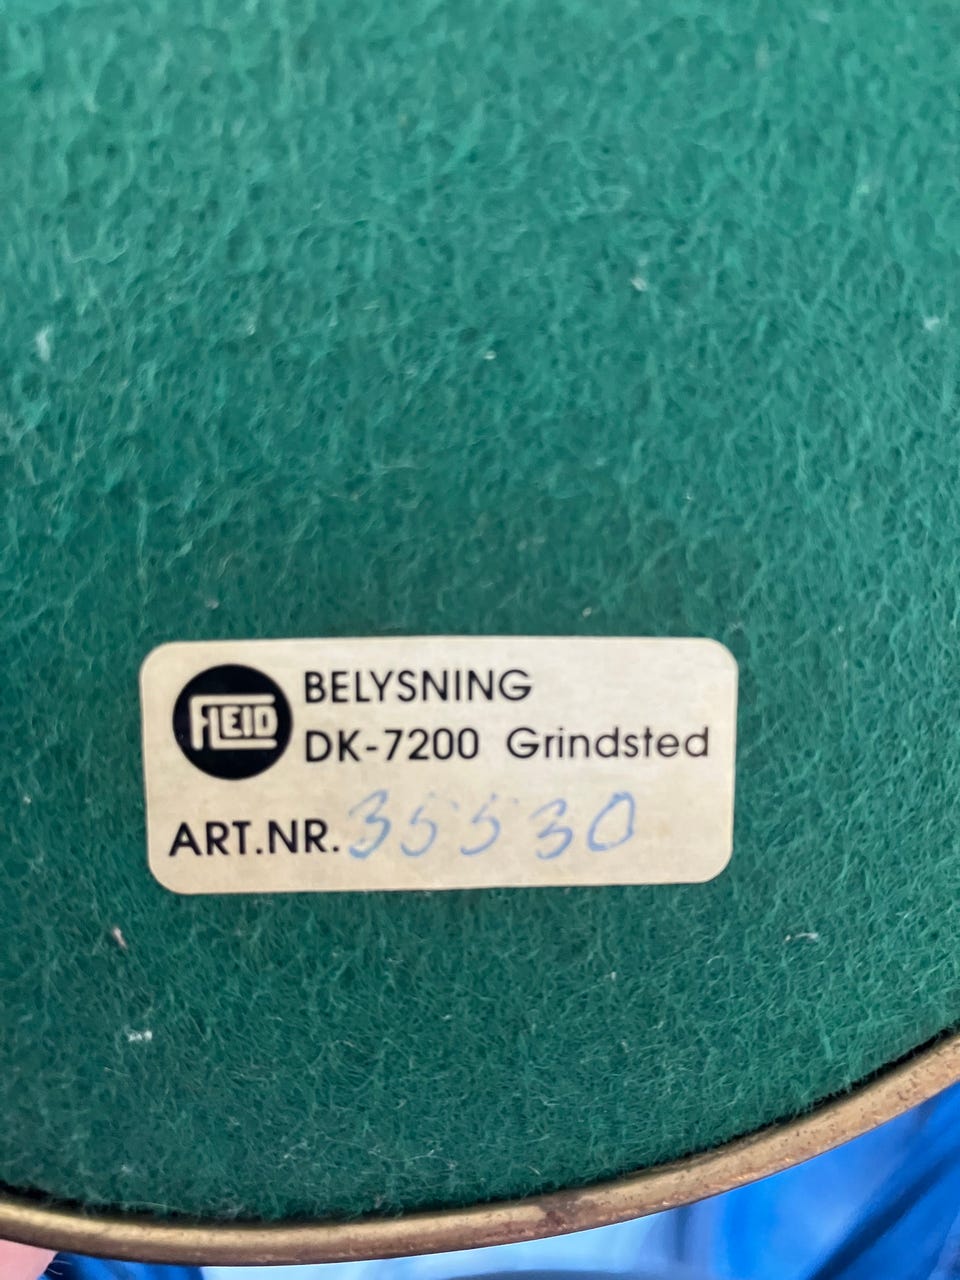 FLEID
BELYSNING
DK-7200 Grindsted
ART.NR. 35530